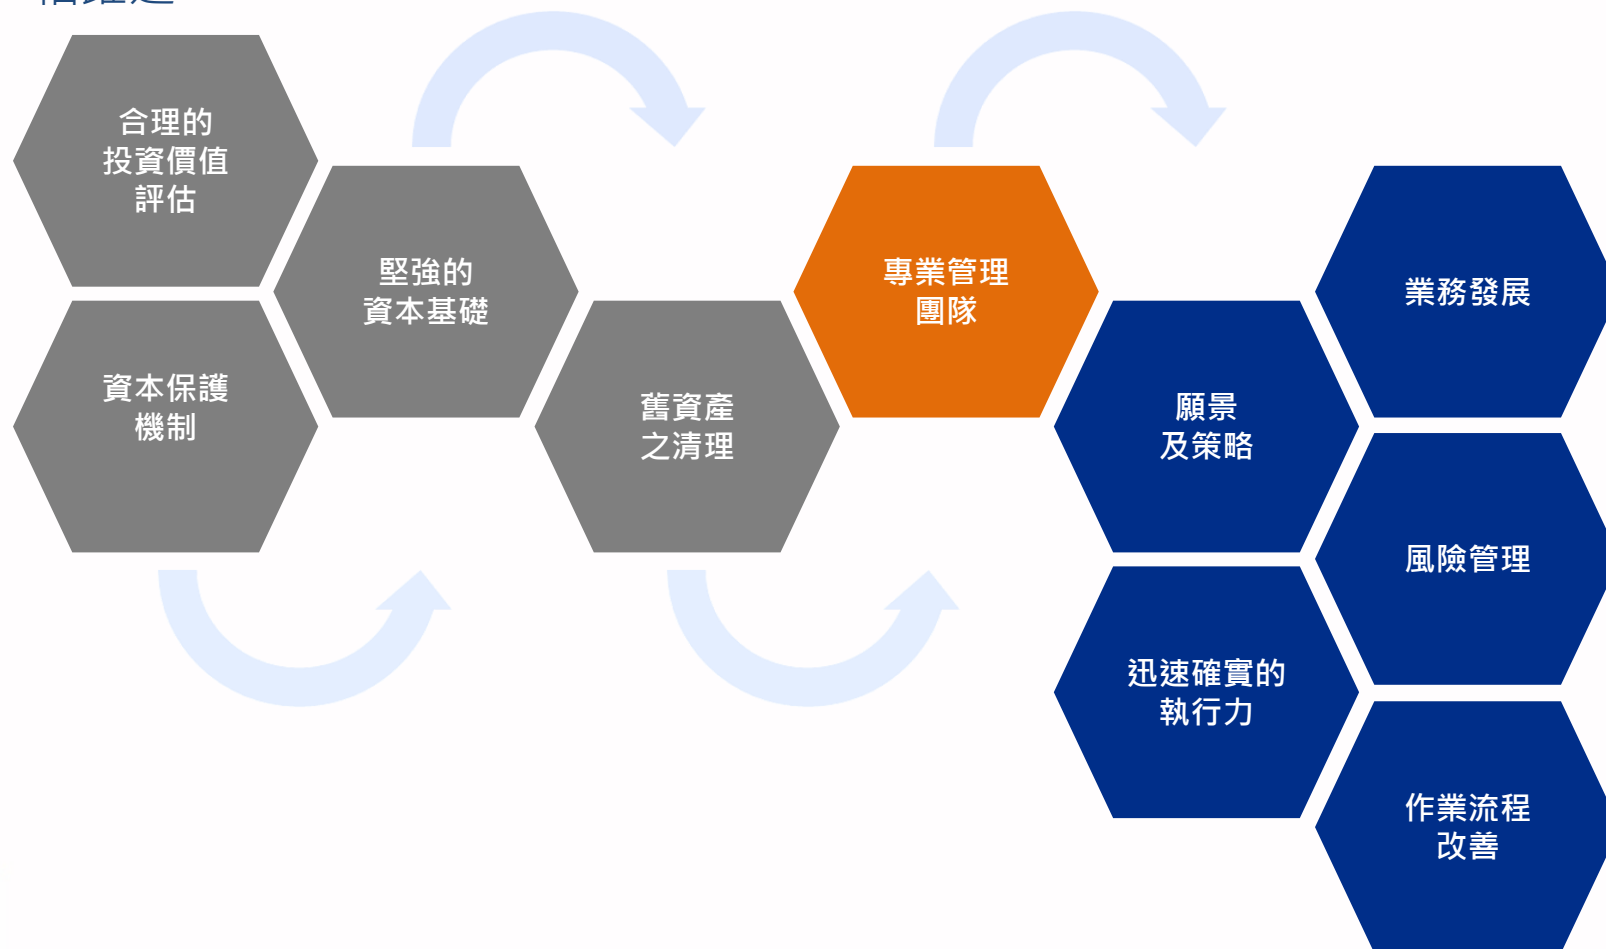 合理的
投資價值
評估
資本保護
機制
堅強的
資本基礎
舊資產
之清理
專業管理
團隊
願景
及策略
迅速確實的
執行力
業務發展
風險管理
作業流程
改善